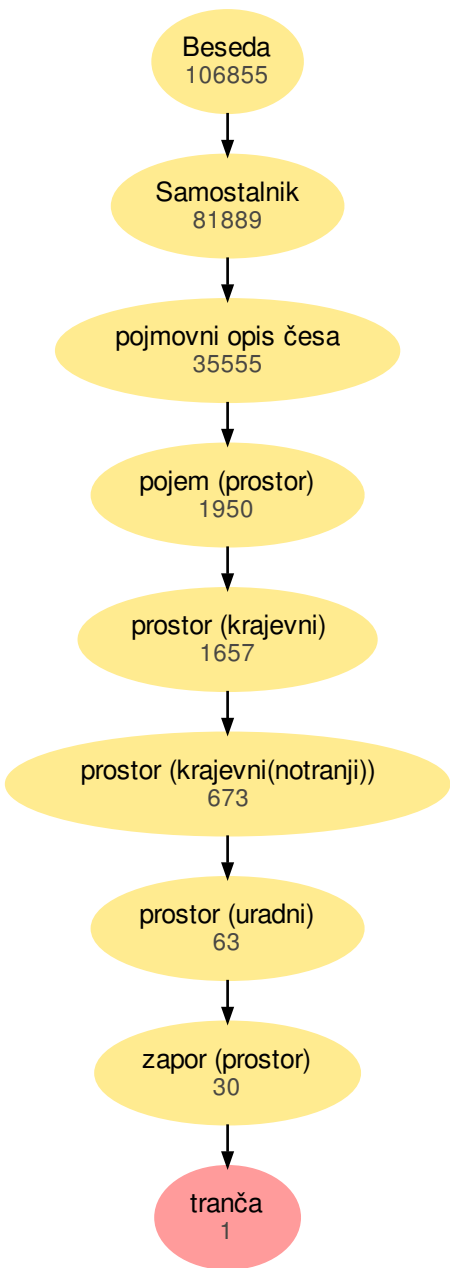 Beseda
106855
Samostalnik
81889
pojmovni opis česa
35555
pojem (prostor)
1950
prostor (krajevni)
1657
prostor (krajevni(notranji))
673
prostor (uradni)
63
zapor (prostor)
30
tranča
1